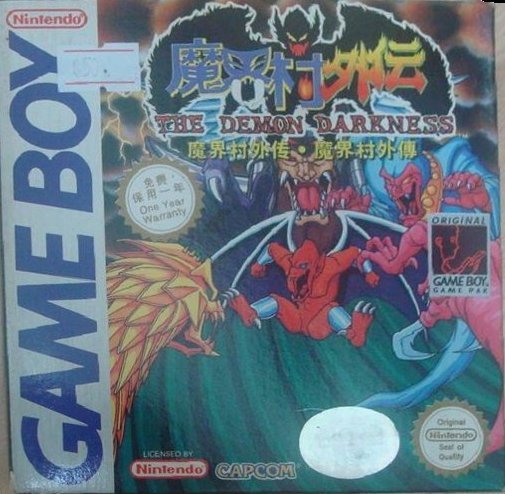 Nintendo
GAME BOY
魔界村外伝
THE DEMON DARKNESS
魔界村外传·魔界村外傳
免費
保用一年
One Year
Warranty
ORIGINAL
GAME BOY
GAME PAK
LICENSED BY
Nintendo
CAPCOM
Original
Nintendo
Seal of
Quality